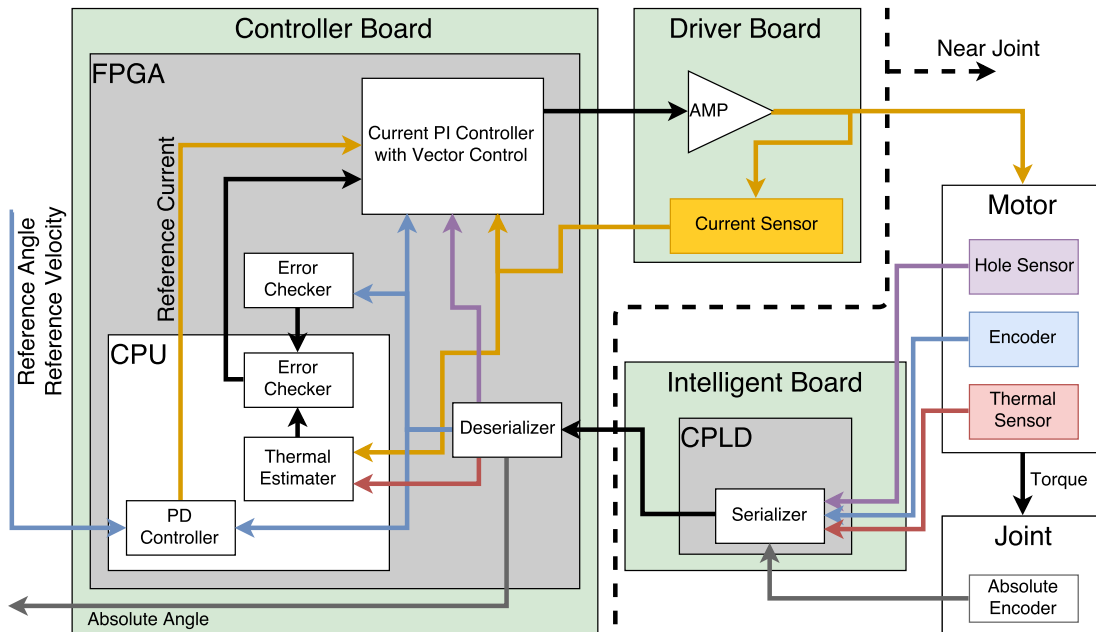 Controller Board
FPGA
Current PI Controller
with Vector Control
Reference Current
Reference Angle
Reference Velocity
Error
Checker
CPU
Error
Checker
Thermal
Estimater
PD
Controller
Deserializer
Absolute Angle
Driver Board
AMP
Current Sensor
Near Joint
Intelligent Board
CPLD
Serializer
Motor
Hole Sensor
Encoder
Thermal
Sensor
Torque
Joint
Absolute
Encoder